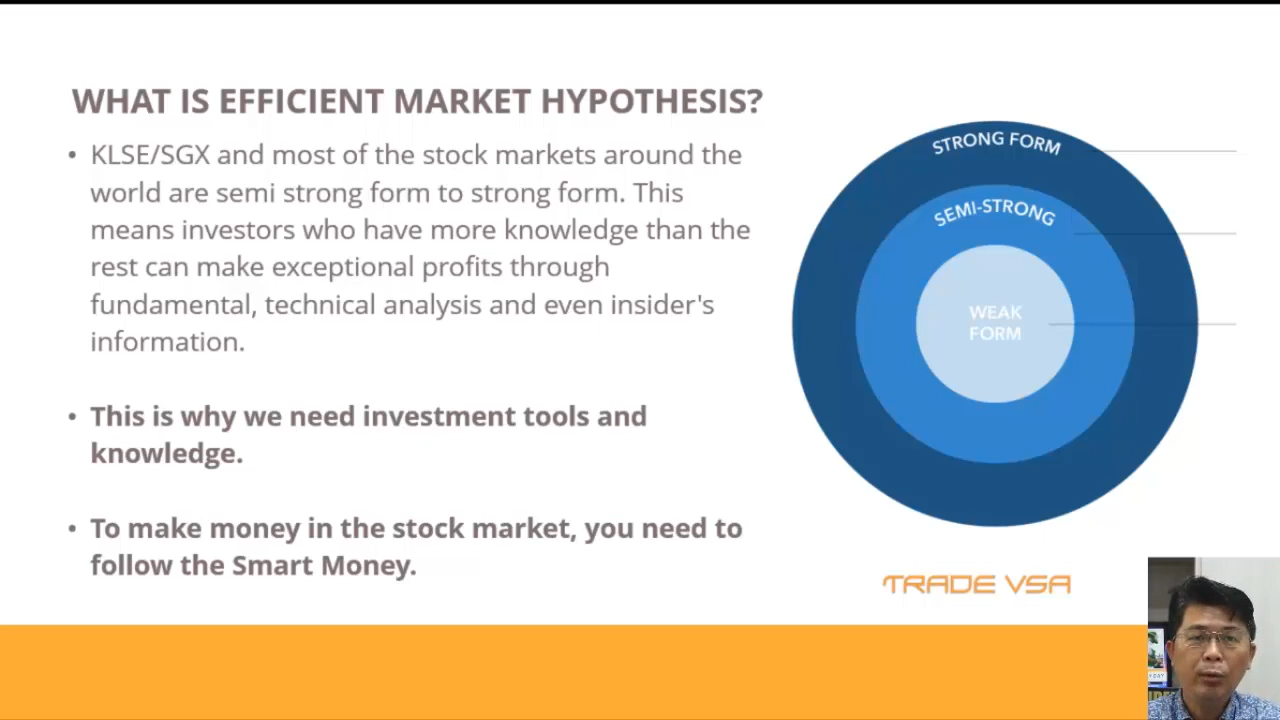 WHAT IS EFFICIENT MARKET HYPOTHESIS?
• KLSE/SGX and most of the stock markets around the
world are semi strong form to strong form. This
means investors who have more knowledge than the
rest can make exceptional profits through
fundamental, technical analysis and even insider's
information.
• This is why we need investment tools and
knowledge.
• To make money in the stock market, you need to
follow the Smart Money.
STRONG FORM
SEMI-STRONG
WEAK
FORM
TRADE VSA